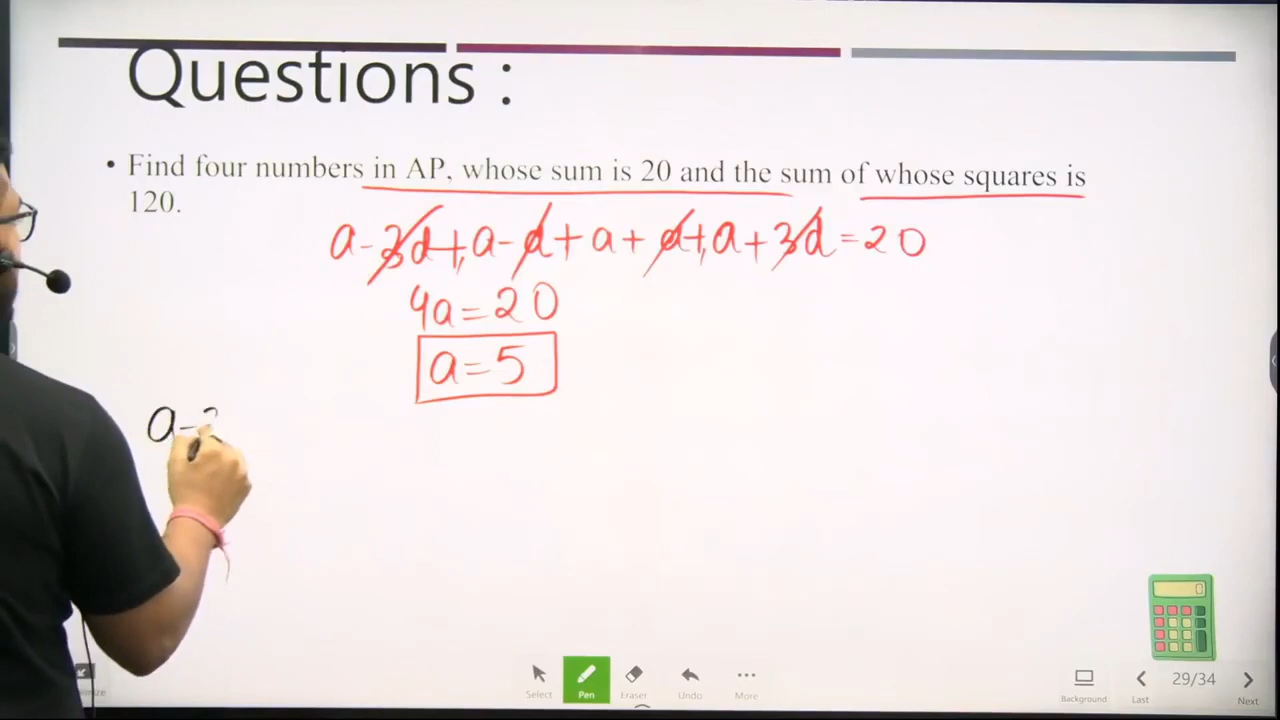 Questions :
• Find four numbers in AP, whose sum is 20 and the sum of whose squares is
120.
a-3d+, a-d+a+d+, a+3d=20
4a=20
a=5
a-
0
Select Pen Eraser Undo More
Background Last 29/34 Next